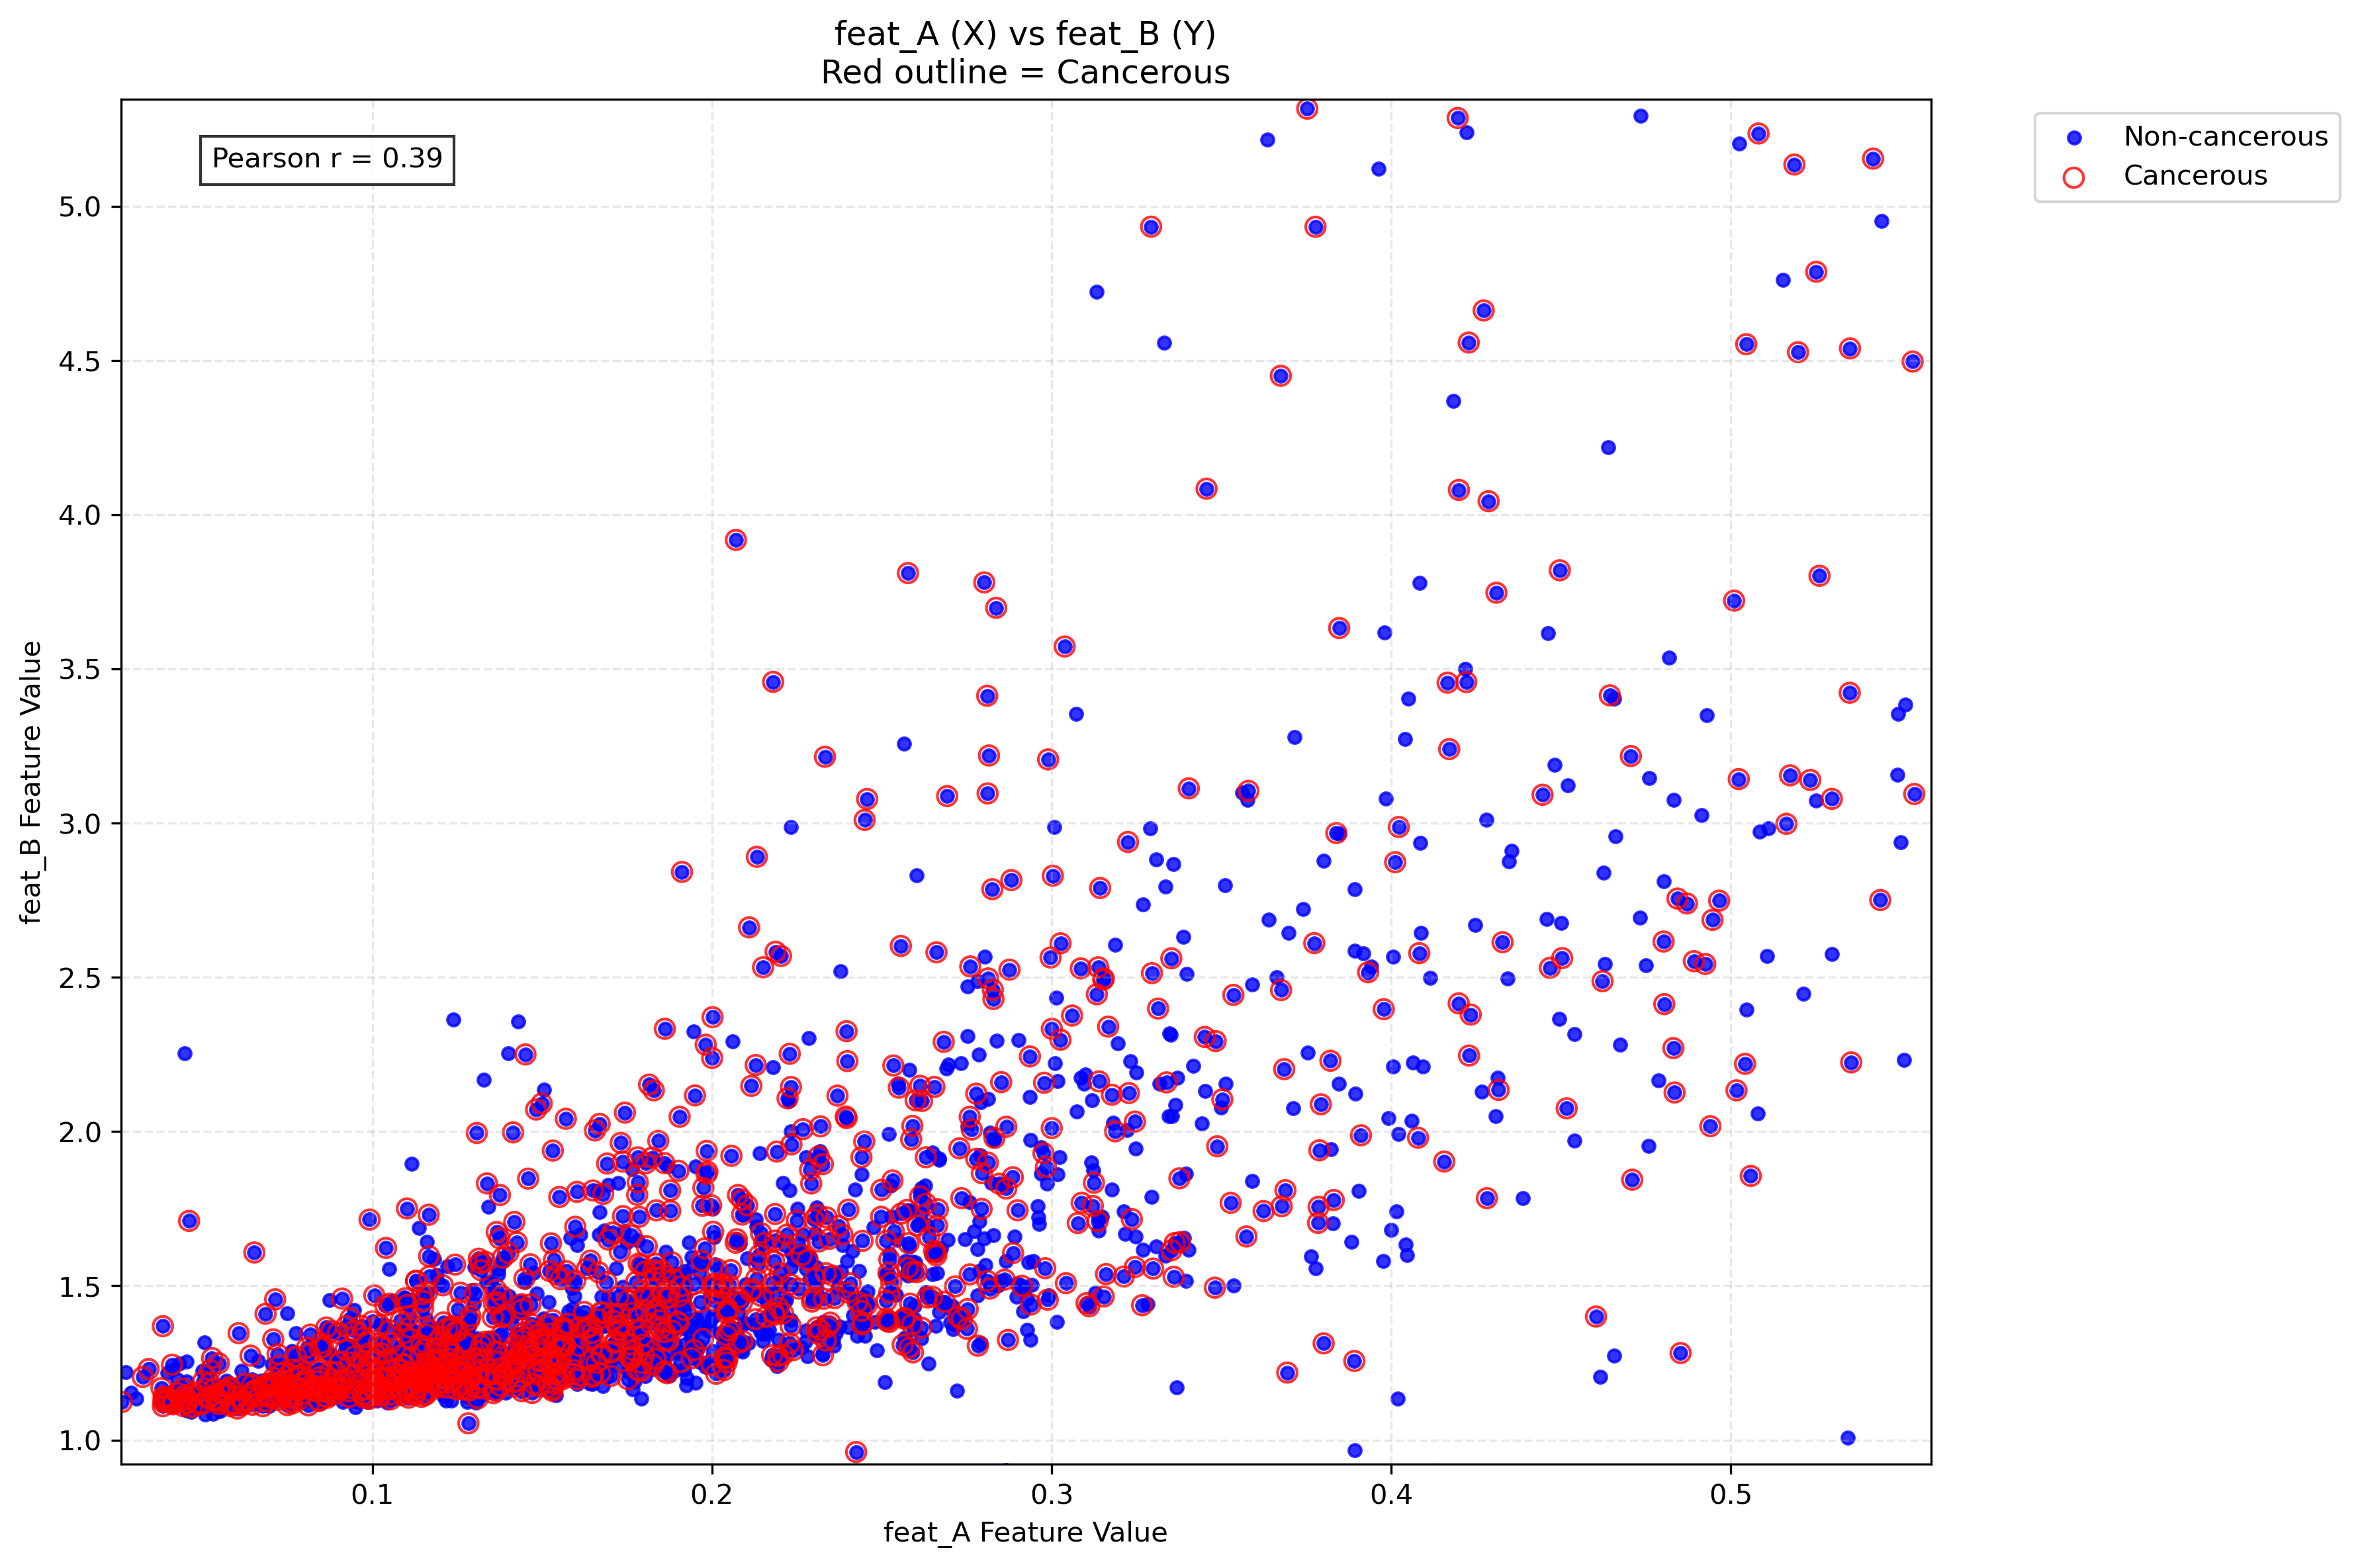 feat_A (X) vs feat_B (Y)
Red outline = Cancerous
Pearson r = 0.39
Non-cancerous
Cancerous
5.0
4.5
4.0
3.5
3.0
2.5
2.0
1.5
1.0
feat_B Feature Value
0.1
0.2
0.3
0.4
0.5
feat_A Feature Value